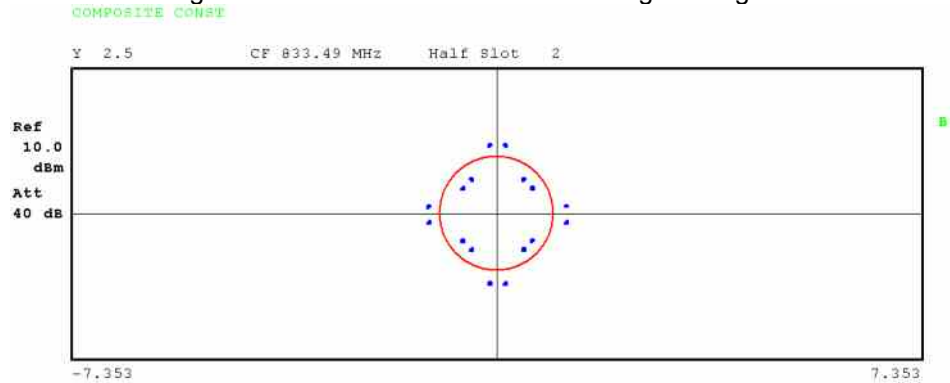 COMPOSITE CONST
Y 2.5 CF 833.49 MHz Half Slot 2
Ref
10.0
dBm
Att
40 dB
B
-7.353 7.353